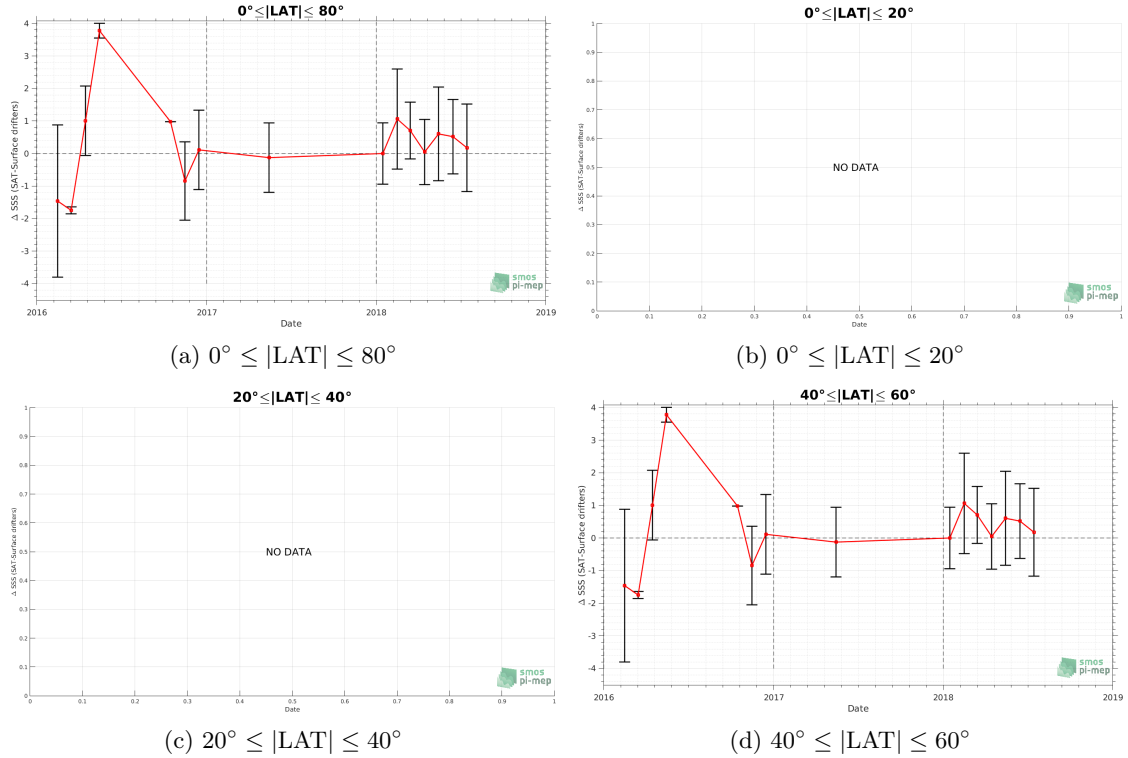 0°≤|LAT|≤ 80°
Δ SSS (SAT-Surface drifters)
4
3
2
1
0
-1
-2
-3
-4
2016
2017
2018
2019
Date
smos
pi-mep
(a) 0° ≤ |LAT| ≤ 80°
0°≤|LAT|≤ 20°
Δ SSS (SAT-Surface drifters)
1
0.9
0.8
0.7
0.6
0.5
0.4
0.3
0.2
0.1
0
NO DATA
0
0.1
0.2
0.3
0.4
0.5
0.6
0.7
0.8
0.9
1
Date
smos
pi-mep
(b) 0° ≤ |LAT| ≤ 20°
20°≤|LAT|≤ 40°
Δ SSS (SAT-Surface drifters)
1
0.9
0.8
0.7
0.6
0.5
0.4
0.3
0.2
0.1
0
NO DATA
0
0.1
0.2
0.3
0.4
0.5
0.6
0.7
0.8
0.9
1
Date
smos
pi-mep
(c) 20° ≤ |LAT| ≤ 40°
40°≤|LAT|≤ 60°
Δ SSS (SAT-Surface drifters)
4
3
2
1
0
-1
-2
-3
-4
2016
2017
2018
2019
Date
smos
pi-mep
(d) 40° ≤ |LAT| ≤ 60°